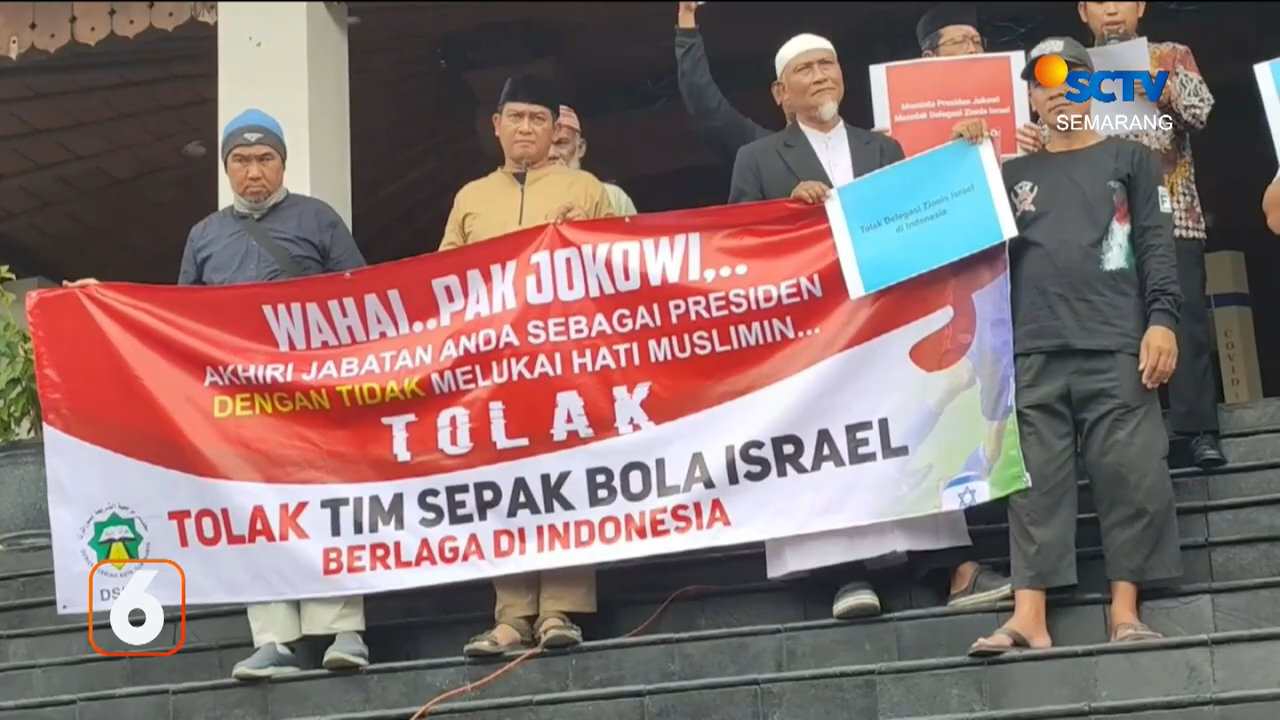 SCTV
SEMARANG
Meminta Presiden Jokowi
Menolak Delegasi Zionis Israel
Tolak Delegasi Zionis Israel
di Indonesia
WAHAI..PAK JOKOWI,..
AKHIRI JABATAN ANDA SEBAGAI PRESIDEN
DENGAN TIDAK MELUKAI HATI MUSLIMIN...
TOLAK
TOLAK TIM SEPAK BOLA ISRAEL
BERLAGA DI INDONESIA
COVID
6